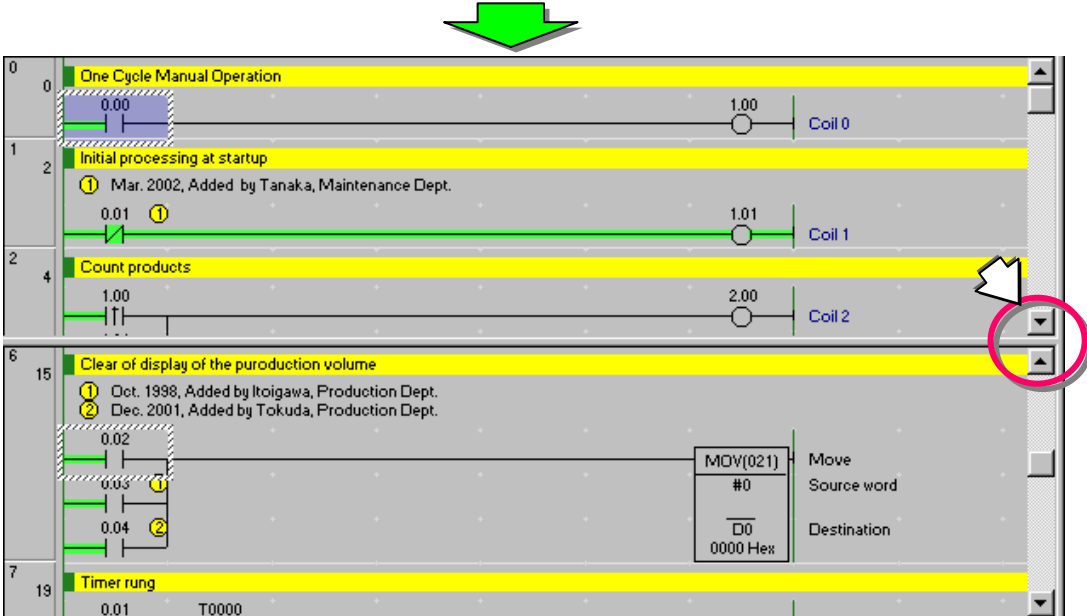 0
0
One Cycle Manual Operation
0.00
1.00
Coil 0
1
2
Initial processing at startup
① Mar. 2002, Added by Tanaka, Maintenance Dept.
0.01 ①
1.01
Coil 1
2
4
Count products
1.00
2.00
Coil 2
6
15
Clear of display of the puroduction volume
① Oct. 1998, Added by Itoigawa, Production Dept.
② Dec. 2001, Added by Tokuda, Production Dept.
0.02
MOV(021)
Move
0.03 ①
#0
Source word
0.04 ②
D0
Destination
0000 Hex
7
19
Timer rung
0.01
T0000